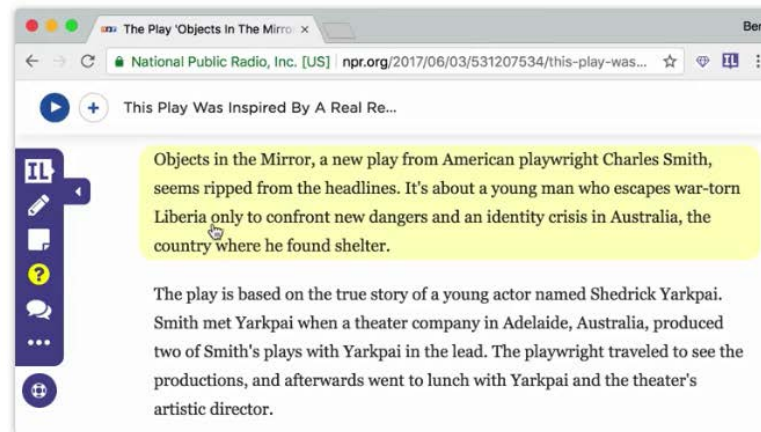 The Play 'Objects In The Mirro ×
Ber
National Public Radio, Inc. [US] npr.org/2017/06/03/531207534/this-play-was...
IL
This Play Was Inspired By A Real Re...
IL
Objects in the Mirror, a new play from American playwright Charles Smith,
seems ripped from the headlines. It's about a young man who escapes war-torn
Liberia only to confront new dangers and an identity crisis in Australia, the
country where he found shelter.
?
The play is based on the true story of a young actor named Shedrick Yarkpai.
Smith met Yarkpai when a theater company in Adelaide, Australia, produced
two of Smith's plays with Yarkpai in the lead. The playwright traveled to see the
productions, and afterwards went to lunch with Yarkpai and the theater's
artistic director.